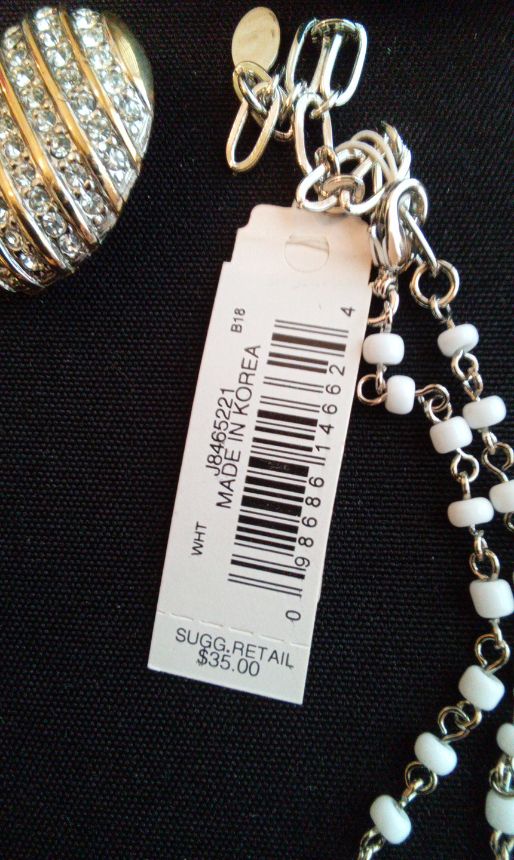 B18
J8465221
MADE IN KOREA
WHT
0 98686 14662 4
SUGG.RETAIL
$35.00